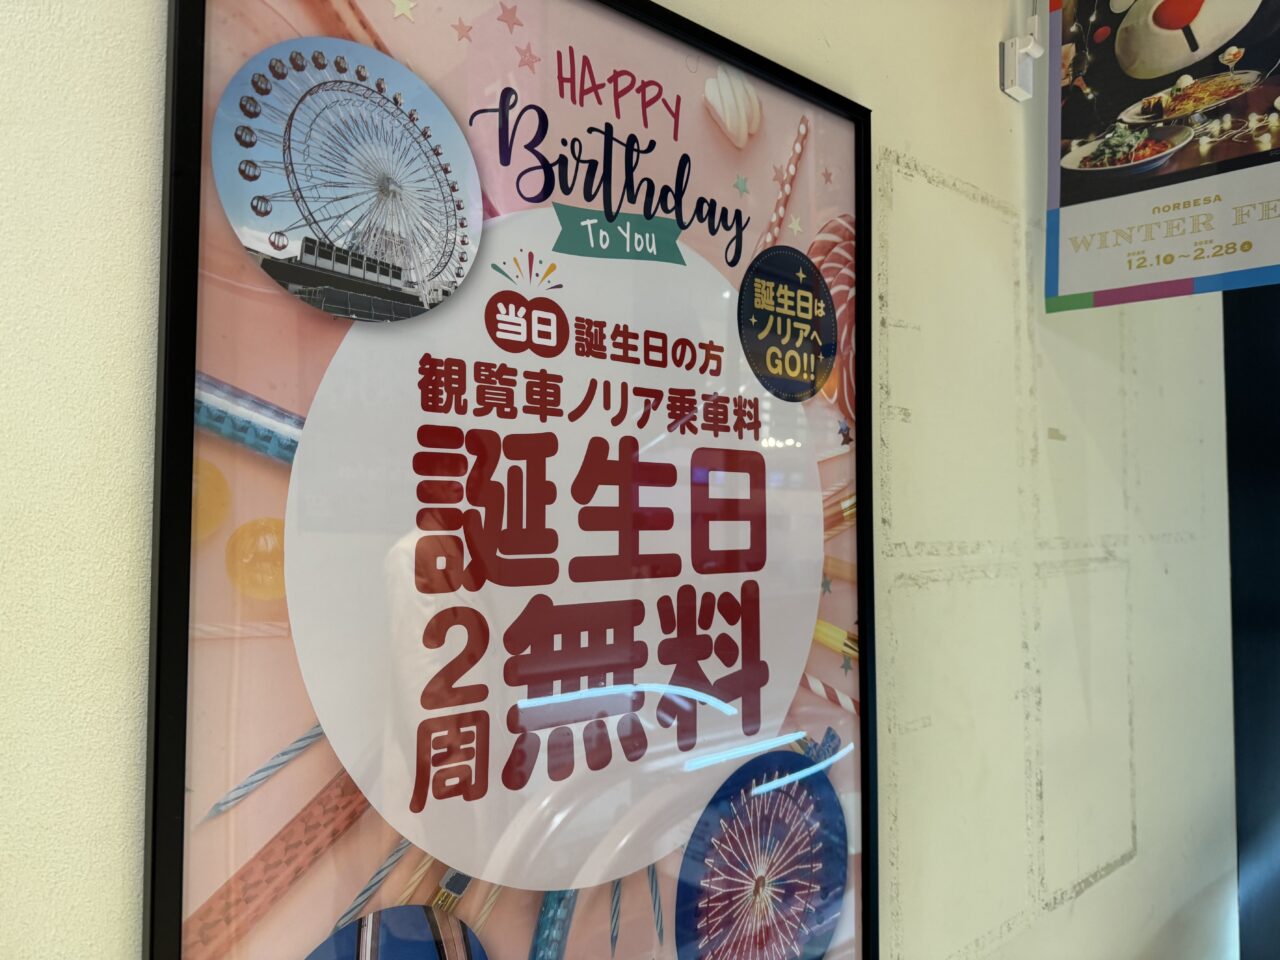 HAPPY
Birthday
To You
誕生日は
ノリアへ
GO!!
当日 誕生日の方
観覧車ノリア乗車料
誕生日
2周無料
NORBESA
WINTER FE
12.1 ~ 2.28